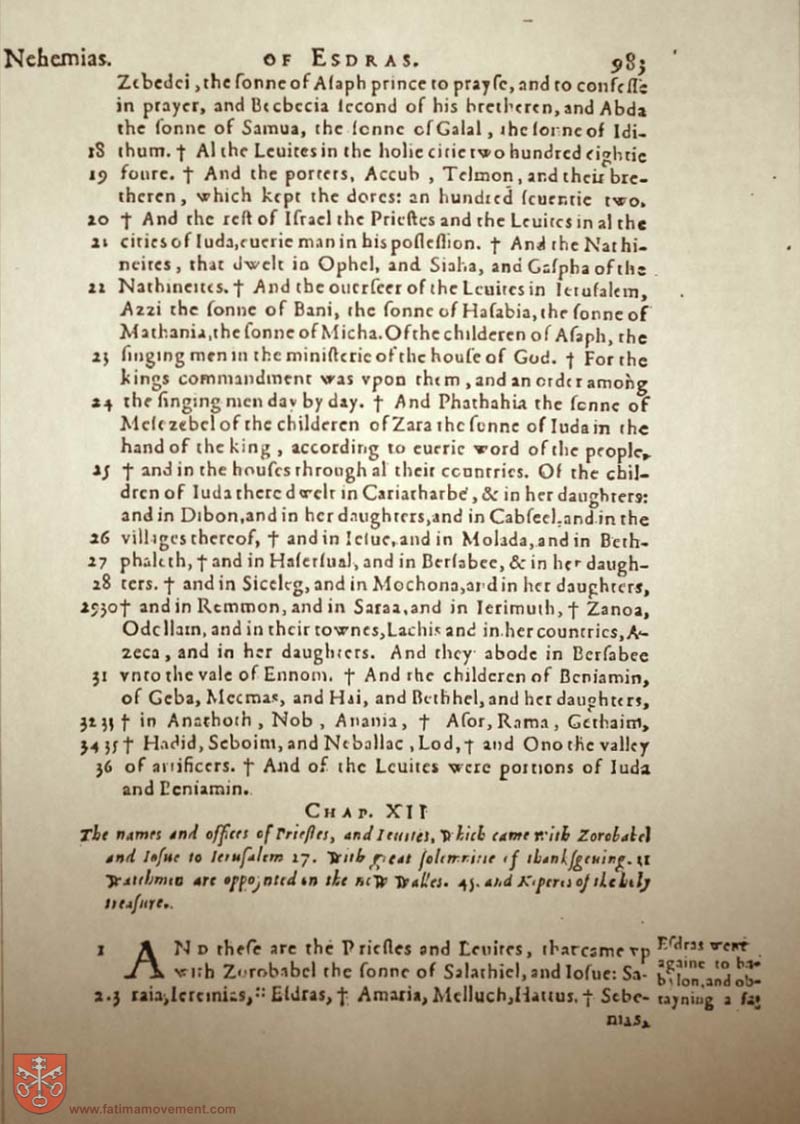 Nehemias. OF ESDRAS. 983
Zebedei, the ſonne of Aſaph prince to prayſe, and to confeſſe
in prayer, and Becbecia ſecond of his bretheren, and Abda
the ſonne of Samua, the ſonne of Galal, the ſonne of Idi-
18 thum. † Al the Leuites in the holie citie two hundred eightie
19 foure. † And the porters, Accub, Telmon, and their bre-
theren, which kept the dores: an hundred ſeuentie two.
20 † And the reſt of Iſrael the Prieſtes and the Leuites in al the
21 cities of Iuda, euerie man in his poſſeſſion. † And the Nathi-
neites, that dwelt in Ophel, and Siaha, and Gaſpha of the
22 Nathineites. † And the ouerſeer of the Leuites in Ieruſalem,
Azzi the ſonne of Bani, the ſonne of Haſabia, the ſonne of
Mathania, the ſonne of Micha. Of the childeren of Aſaph, the
23 ſinging men in the miniſterie of the houſe of God. † For the
kings commandment was vpon them, and an order among
24 the ſinging men day by day. † And Phathahia the ſonne of
Meſezebel of the childeren of Zara the ſonne of Iuda in the
hand of the king, according to euerie word of the people,
25 † and in the houſes through al their countries. Of the chil-
dren of Iuda there dwelt in Cariatharbé, & in her daughters:
and in Dibon, and in her daughters, and in Cabſeel, and in the
26 villages thereof, † and in Ieſue, and in Molada, and in Beth-
27 phaleth, † and in Haſerſual, and in Berſabee, & in her daugh-
28 ters. † and in Siceleg, and in Mochona, and in her daughters,
29 30 † and in Remmon, and in Saraa, and in Ierimuth, † Zanoa,
Odollam, and in their townes, Lachis and in her countries, A-
zeca, and in her daughters. And they abode in Berſabee
31 vnto the vale of Ennom. † And the childeren of Beniamin,
of Geba, Mecmas, and Hai, and Bethhel, and her daughters,
32 33 † in Anathoth, Nob, Anania, † Aſor, Rama, Gethaim,
34 35 † Hadid, Seboim, and Neballac, Lod, † and Ono the valley
36 of artificers. † And of the Leuites were portions of Iuda
and Beniamin.
CHAP. XII
The names and offices of Prieſtes, and Leuites, which came with Zorobabel
and Ioſue to Ieruſalem 27. With great ſolemnitie of thankſgeuing. 31
Watchmen are appoynted on the new walles. 43. and Kepers of the holy
treaſure.
1 AND theſe are the Prieſtes and Leuites, that came vp
with Zorobabel the ſonne of Salathiel, and Ioſue: Sa-
2.3 raia, Ieremias, :: Eſdras, † Amaria, Melluch, Hattus, † Sebe-
nias,
Eſdras went
againe to ba-
bylon, and ob-
tayning a fa
www.fatimamovement.com